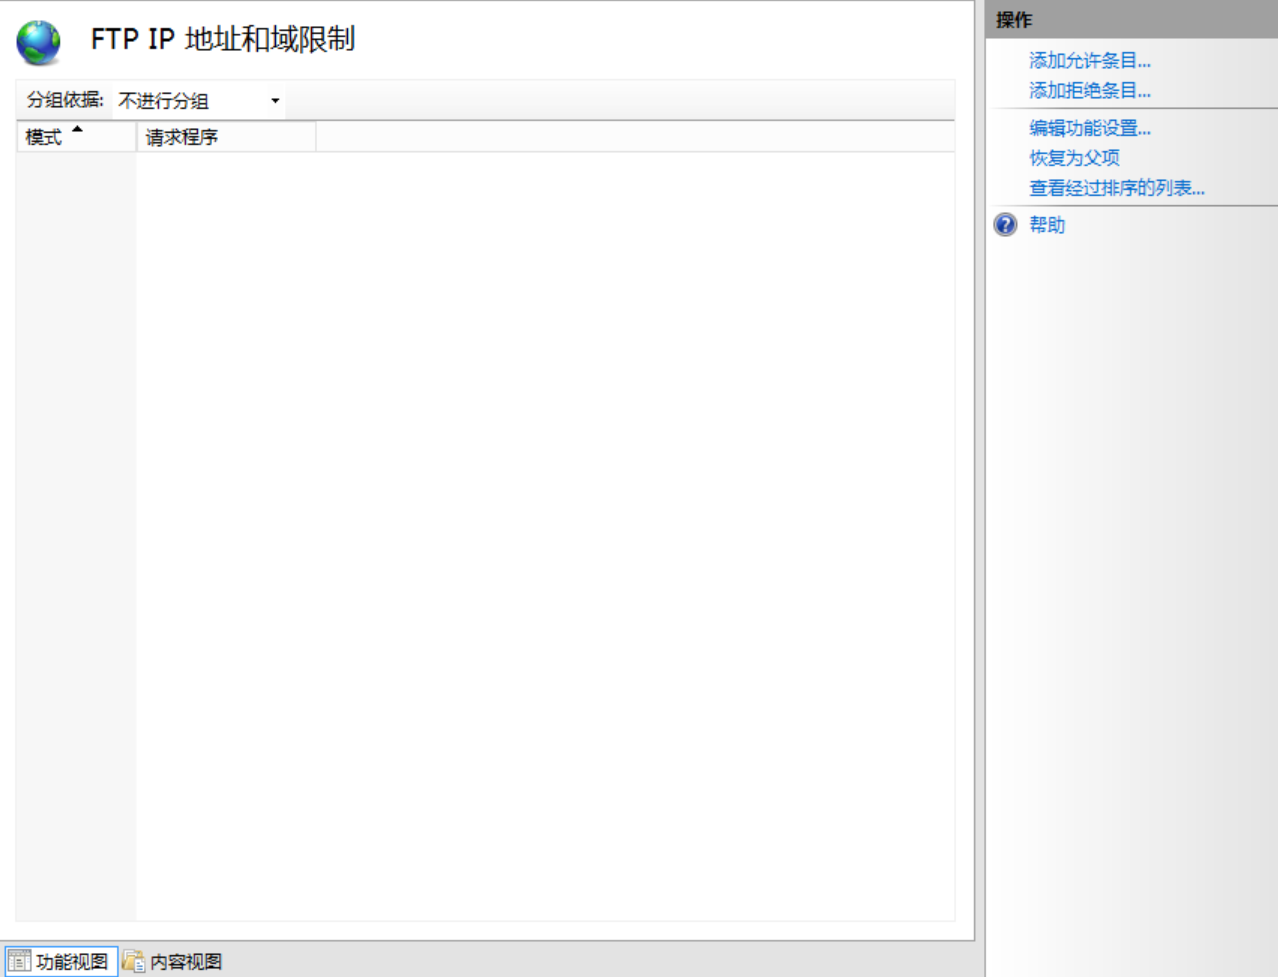 FTP IP 地址和域限制
分组依据: 不进行分组
模式 请求程序
功能视图 内容视图
操作
添加允许条目...
添加拒绝条目...
编辑功能设置...
恢复为父项
查看经过排序的列表...
帮助